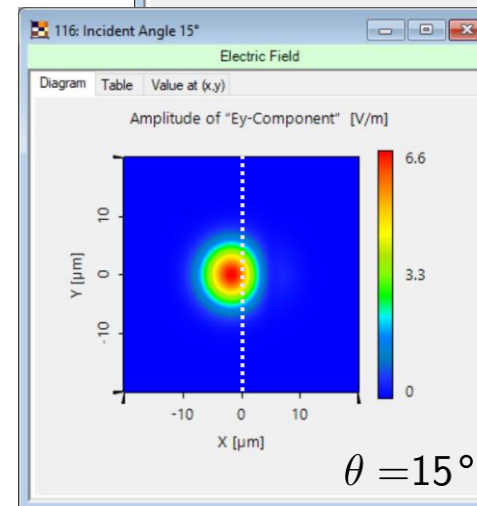 116: Incident Angle 15°
Electric Field
Diagram Table Value at (x,y)
Amplitude of "Ey-Component" [V/m]
6.6
3.3
0
Y [µm]
10
0
-10
-10 0 10
X [µm]
θ =15°